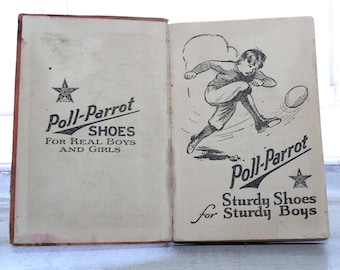 Poll-Parrot
SHOES
FOR REAL BOYS
AND GIRLS
Poll-Parrot
Sturdy Shoes
for Sturdy Boys